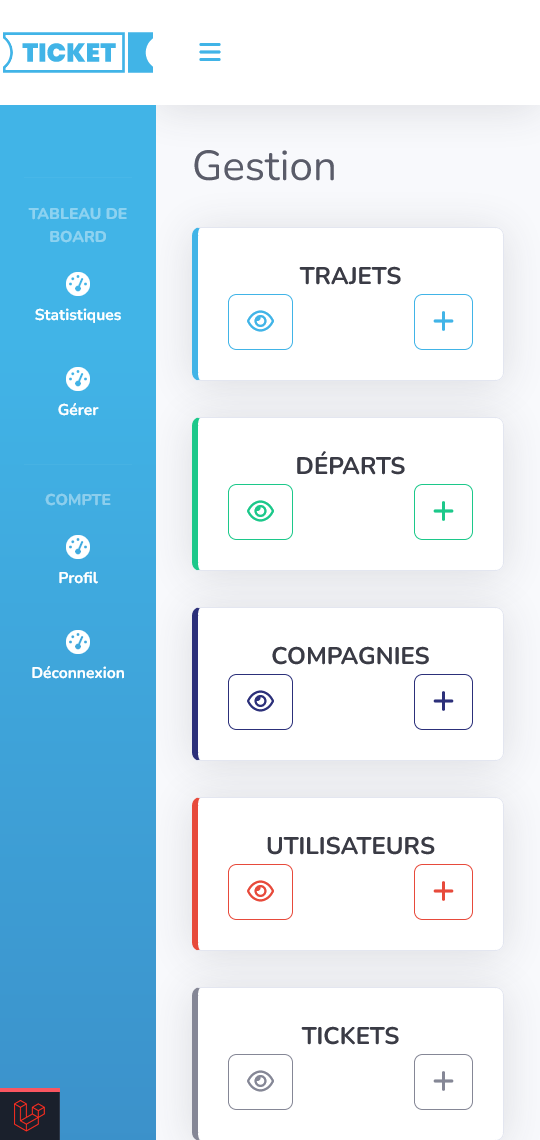 TICKET
TABLEAU DE
BOARD
Statistiques
Gérer
COMPTE
Profil
Déconnexion
Gestion
TRAJETS
DÉPARTS
COMPAGNIES
UTILISATEURS
TICKETS